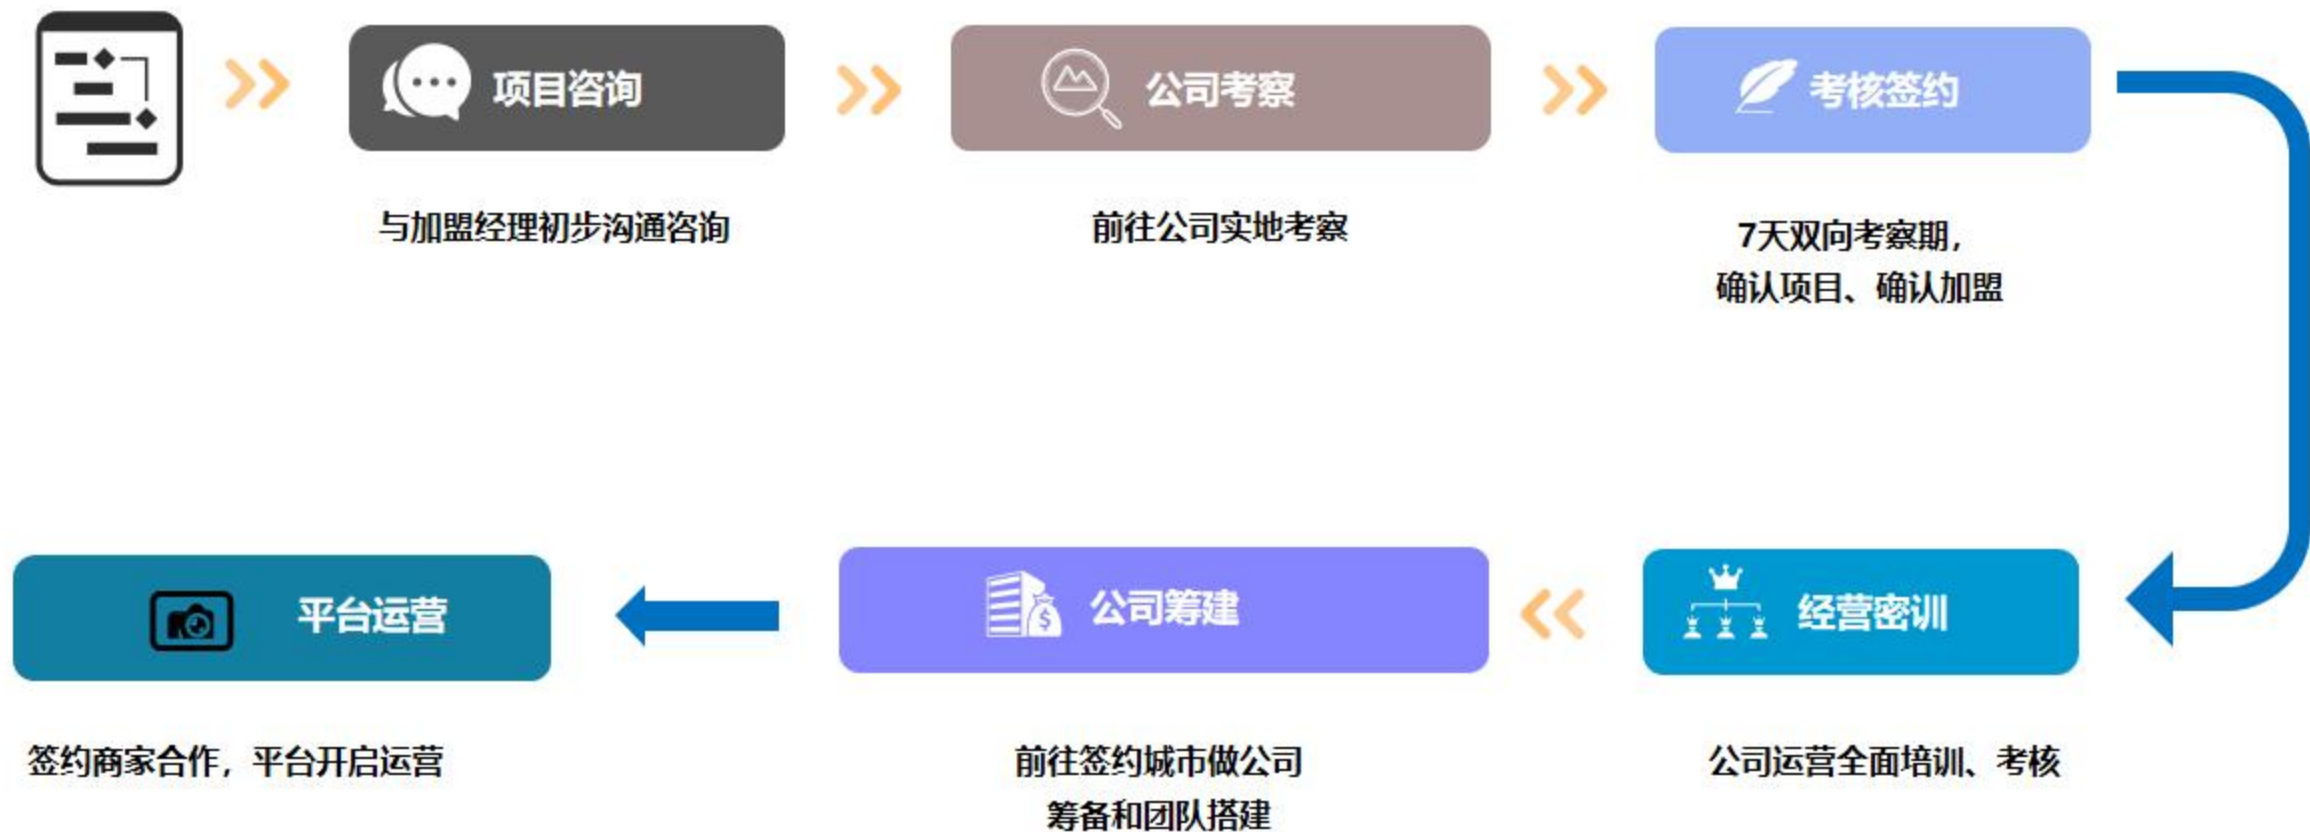 项目咨询
公司考察
考核签约
与加盟经理初步沟通咨询
前往公司实地考察
7天双向考察期，
确认项目、确认加盟
经营密训
公司筹建
平台运营
公司运营全面培训、考核
前往签约城市做公司
筹备和团队搭建
签约商家合作，平台开启运营